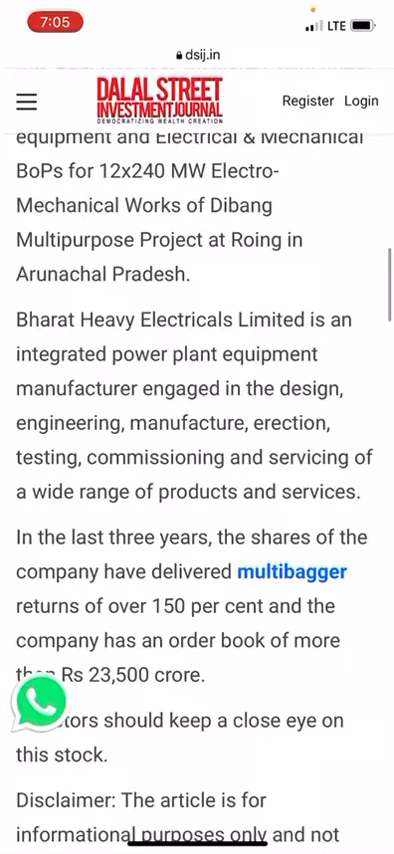 7:05
LTE
dsij.in
DALAL STREET
INVESTMENT JOURNAL
DEMOCRATIZING WEALTH CREATION
Register Login
equipment and Electrical & Mechanical
BoPs for 12x240 MW Electro-
Mechanical Works of Dibang
Multipurpose Project at Roing in
Arunachal Pradesh.
Bharat Heavy Electricals Limited is an
integrated power plant equipment
manufacturer engaged in the design,
engineering, manufacture, erection,
testing, commissioning and servicing of
a wide range of products and services.
In the last three years, the shares of the
company have delivered multibagger
returns of over 150 per cent and the
company has an order book of more
than Rs 23,500 crore.
tors should keep a close eye on
this stock.
Disclaimer: The article is for
informational purposes only and not